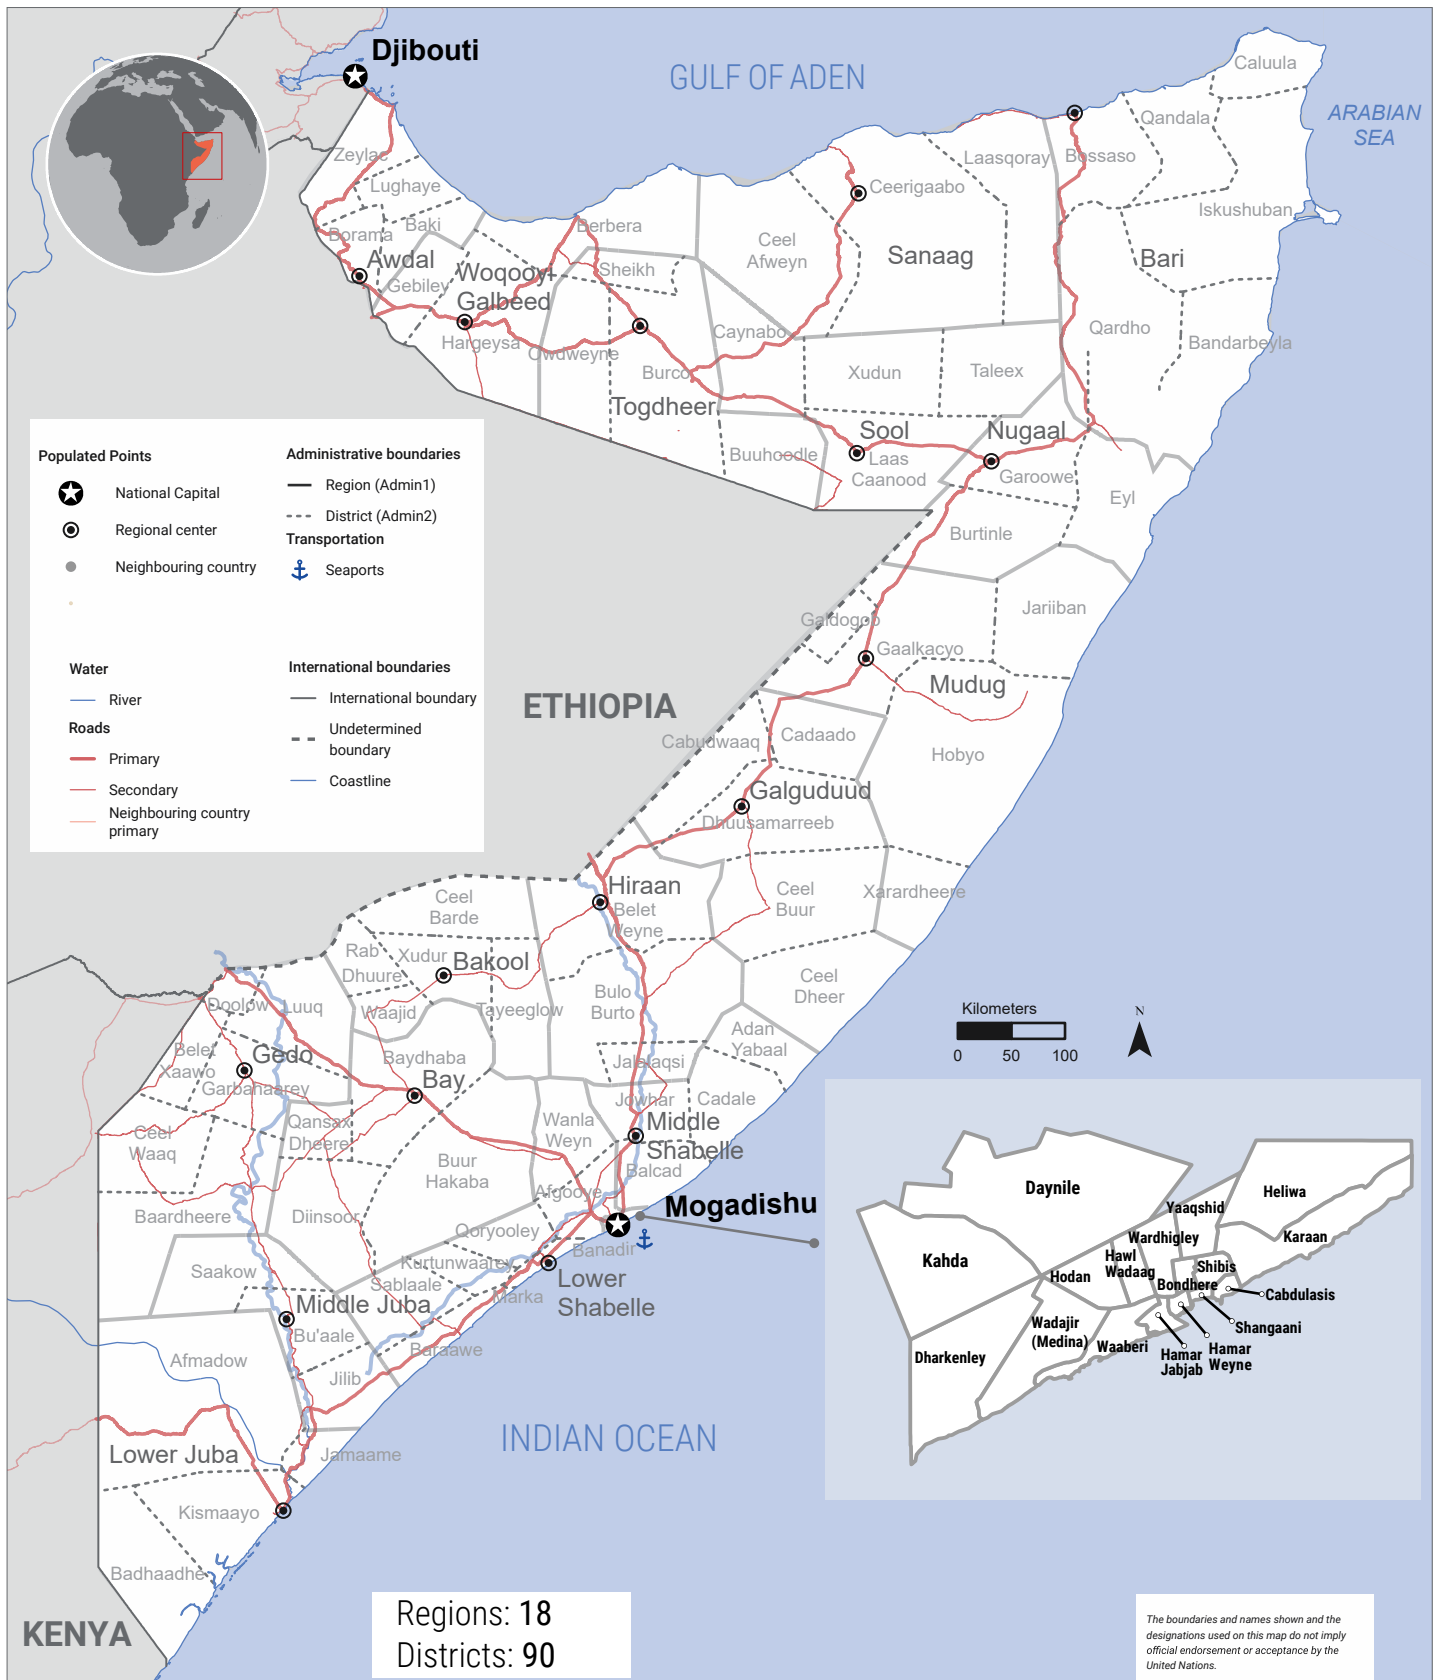 Djibouti
GULF OF ADEN
ARABIAN
SEA
Caluula
Qandala
Bossaso
Laasqoray
Iskushuban
Zeylac
Lughaye
Baki
Borama
Awdal
Gebiley
Woqooyi
Galbeed
Hargeysa
Berbera
Sheikh
Owdweyne
Burco
Togdheer
Ceel
Afweyn
Ceerigaabo
Sanaag
Bari
Qardho
Bandarbeyla
Caynabo
Xudun
Taleex
Sool
Laas
Caanood
Buuhoodle
Nugaal
Garoowe
Eyl
Burtinle
Jariiban
Galdogob
Gaalkacyo
Mudug
Hobyo
Cabudwaaq
Cadaado
Galguduud
Dhuusamarreeb
Xarardheere
Ceel
Buur
Ceel
Dheer
Populated Points
National Capital
Regional center
Neighbouring country
Administrative boundaries
Region (Admin1)
District (Admin2)
Transportation
Seaports
Water
River
Roads
Primary
Secondary
Neighbouring country
primary
International boundaries
International boundary
Undetermined
boundary
Coastline
ETHIOPIA
Hiraan
Belet
Weyne
Ceel
Barde
Rab
Dhuure
Xudur
Bakool
Waajid
Tayeeglow
Bulo
Burto
Jalalaqsi
Adan
Yabaal
Cadale
Jowhar
Middle
Shabelle
Balcad
Doolow
Luuq
Belet
Xaawo
Gedo
Garbahaarey
Ceel
Waaq
Baardheere
Baydhaba
Bay
Qansax
Dheere
Buur
Hakaba
Diinsoor
Wanla
Weyn
Afgooye
Qoryooley
Kurtunwaarey
Sablaale
Marka
Baraawe
Banadir
Mogadishu
Lower
Shabelle
Saakow
Middle Juba
Bu'aale
Jilib
Afmadow
Lower Juba
Jamaame
Kismaayo
Badhaadhe
KENYA
INDIAN OCEAN
Kilometers
0 50 100
N
Daynile
Kahda
Dharkenley
Hodan
Wadajir
(Medina)
Waaberi
Hawl
Wadaag
Wardhigley
Yaaqshid
Heliwa
Karaan
Shibis
Bondhere
Cabdulasis
Shangaani
Hamar
Weyne
Hamar
Jabjab
Regions: 18
Districts: 90
The boundaries and names shown and the
designations used on this map do not imply
official endorsement or acceptance by the
United Nations.